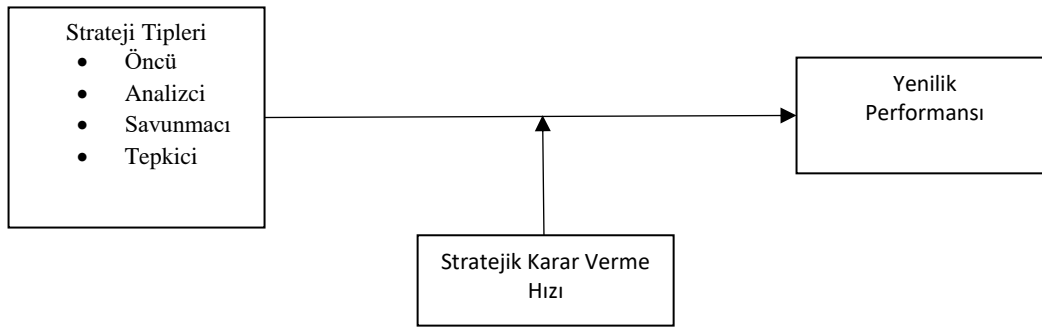 Strateji Tipleri
• Öncü
• Analizci
• Savunmacı
• Tepkici
Yenilik
Performansı
Stratejik Karar Verme
Hızı